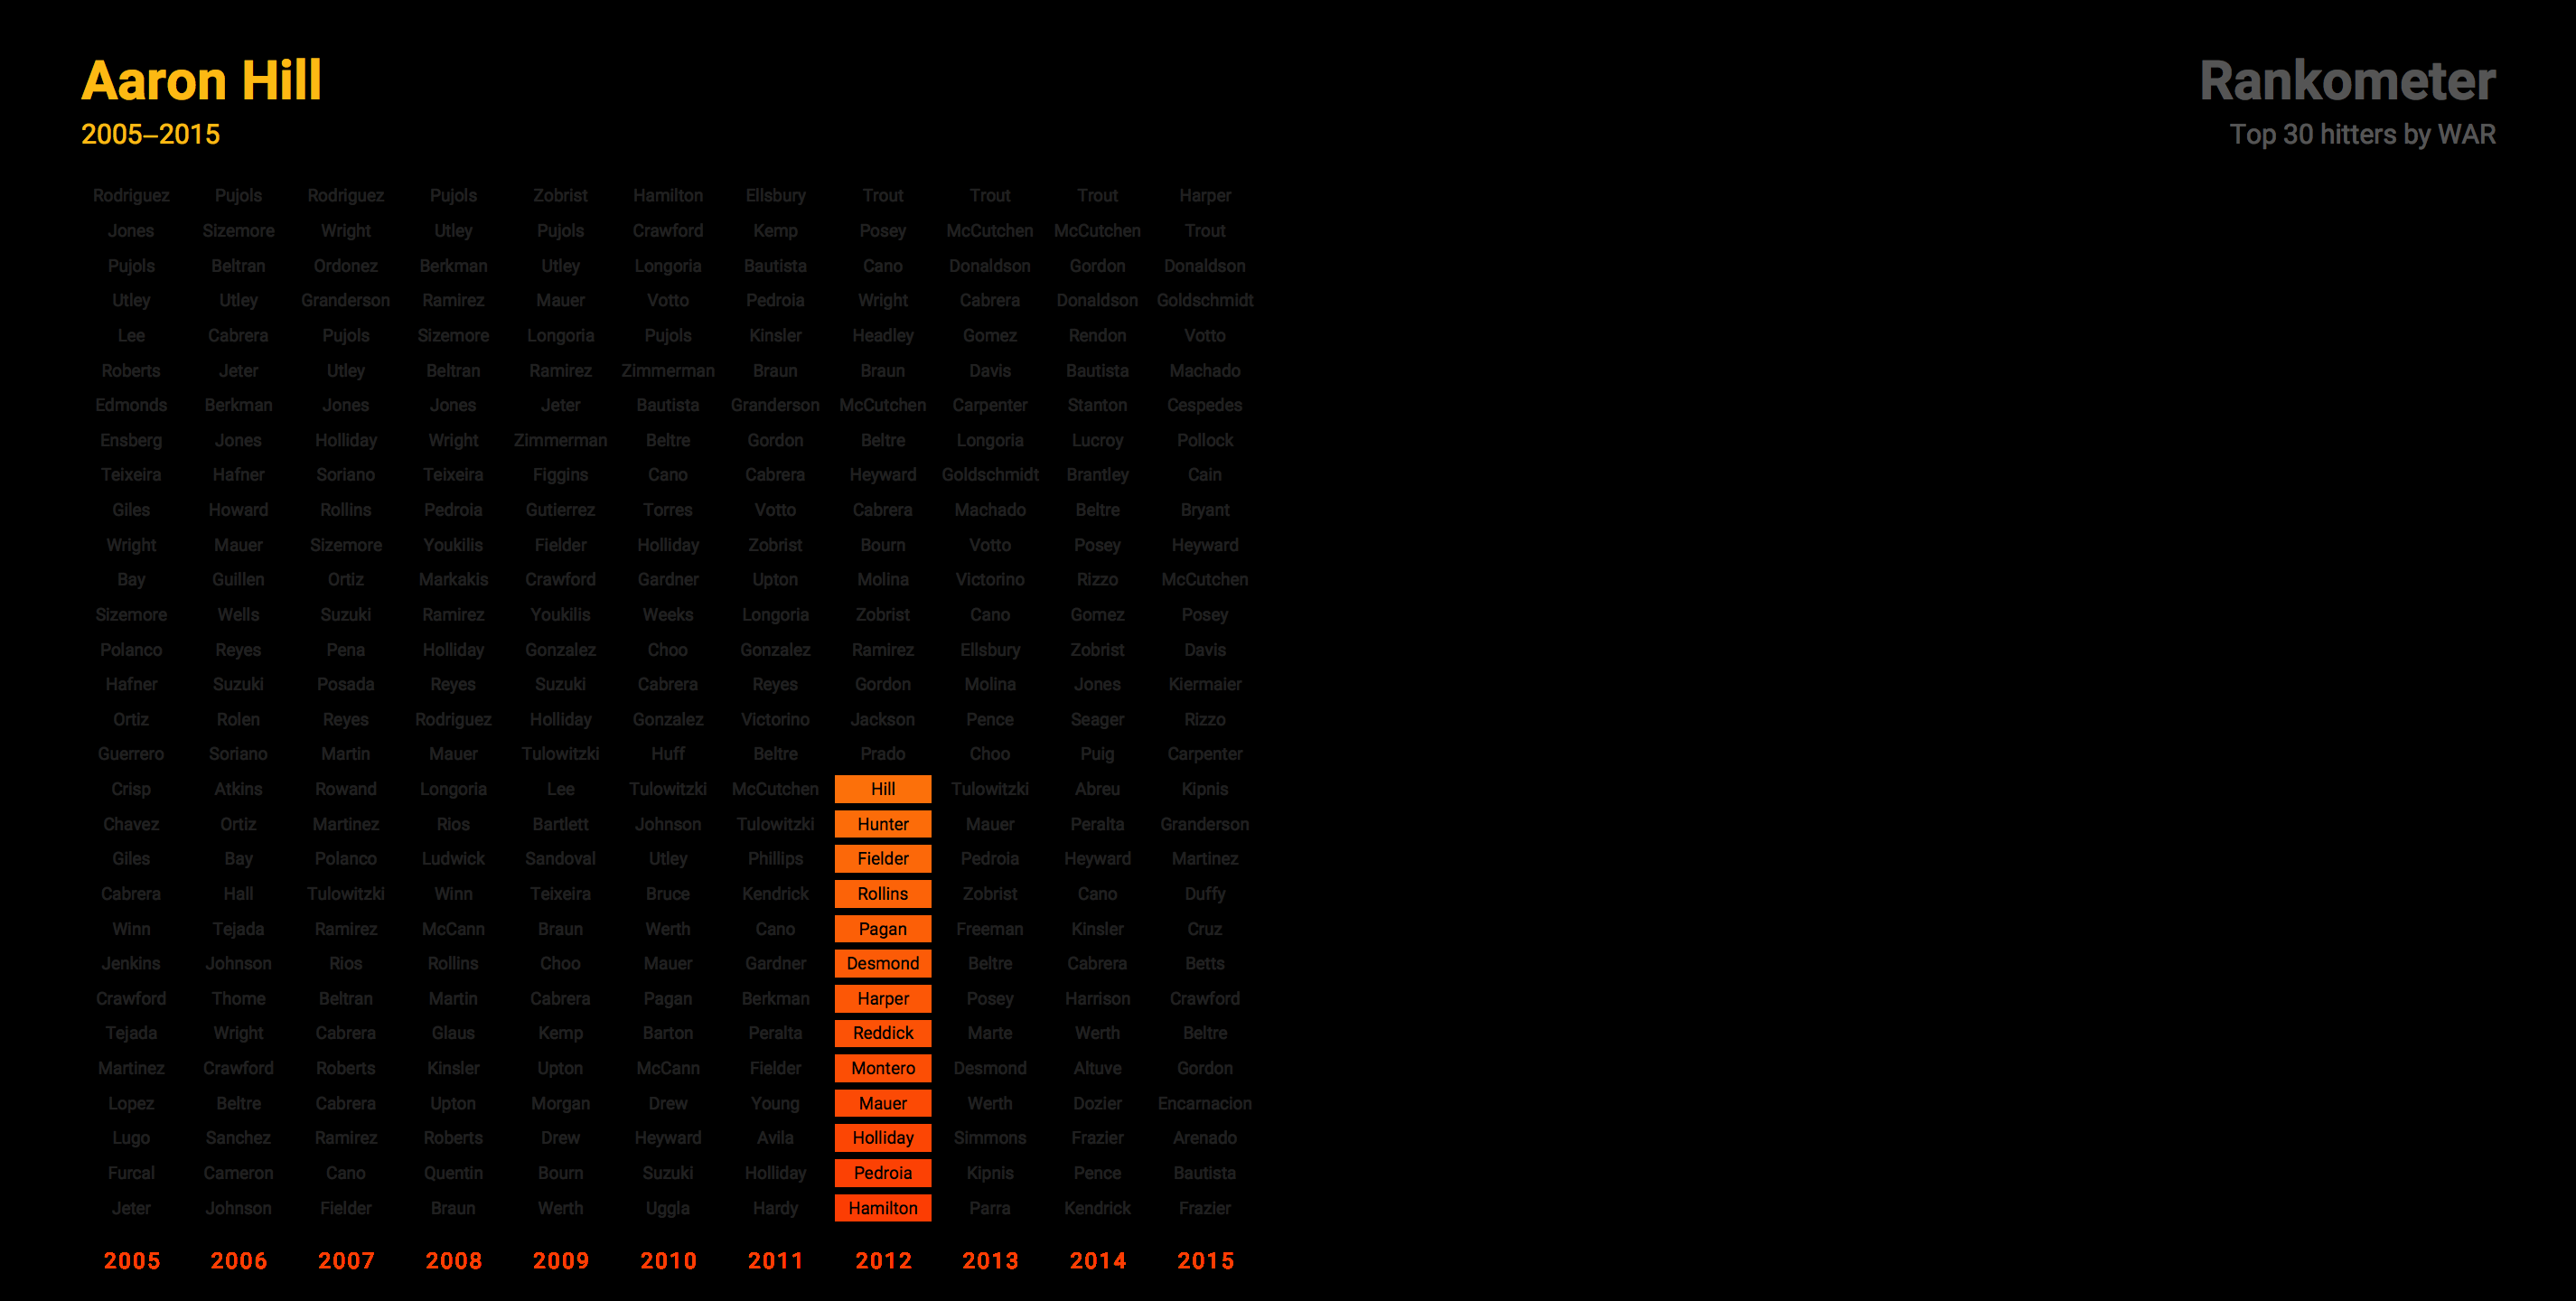 Aaron Hill
2005–2015
Rankometer
Top 30 hitters by WAR
Rodriguez Pujols Rodriguez Pujols Zobrist Hamilton Ellsbury Trout Trout Trout Harper
Jones Sizemore Wright Utley Pujols Crawford Kemp Posey McCutchen McCutchen Trout
Pujols Beltran Ordonez Berkman Utley Longoria Bautista Cano Donaldson Gordon Donaldson
Utley Utley Granderson Ramirez Mauer Votto Pedroia Wright Cabrera Donaldson Goldschmidt
Lee Cabrera Pujols Sizemore Longoria Pujols Kinsler Headley Gomez Rendon Votto
Roberts Jeter Utley Beltran Ramirez Zimmerman Braun Braun Davis Bautista Machado
Edmonds Berkman Jones Jones Jeter Bautista Granderson McCutchen Carpenter Stanton Cespedes
Ensberg Jones Holliday Wright Zimmerman Beltre Gordon Beltre Longoria Lucroy Pollock
Teixeira Hafner Soriano Teixeira Figgins Cano Cabrera Heyward Goldschmidt Brantley Cain
Giles Howard Rollins Pedroia Gutierrez Torres Votto Cabrera Machado Beltre Bryant
Wright Mauer Sizemore Youkilis Fielder Holliday Zobrist Bourn Votto Posey Heyward
Bay Guillen Ortiz Markakis Crawford Gardner Upton Molina Victorino Rizzo McCutchen
Sizemore Wells Suzuki Ramirez Youkilis Weeks Longoria Zobrist Cano Gomez Posey
Polanco Reyes Pena Holliday Gonzalez Choo Gonzalez Ramirez Ellsbury Zobrist Davis
Hafner Suzuki Posada Reyes Suzuki Cabrera Reyes Gordon Molina Jones Kiermaier
Ortiz Rolen Reyes Rodriguez Holliday Gonzalez Victorino Jackson Pence Seager Rizzo
Guerrero Soriano Martin Mauer Tulowitzki Huff Beltre Prado Choo Puig Carpenter
Crisp Atkins Rowand Longoria Lee Tulowitzki McCutchen Hill Tulowitzki Abreu Kipnis
Chavez Ortiz Martinez Rios Bartlett Johnson Tulowitzki Hunter Mauer Peralta Granderson
Giles Bay Polanco Ludwick Sandoval Utley Phillips Fielder Pedroia Heyward Martinez
Cabrera Hall Tulowitzki Winn Teixeira Bruce Kendrick Rollins Zobrist Cano Duffy
Winn Tejada Ramirez McCann Braun Werth Cano Pagan Freeman Kinsler Cruz
Jenkins Johnson Rios Rollins Choo Mauer Gardner Desmond Beltre Cabrera Betts
Crawford Thome Beltran Martin Cabrera Pagan Berkman Harper Posey Harrison Crawford
Tejada Wright Cabrera Glaus Kemp Barton Peralta Reddick Marte Werth Beltre
Martinez Crawford Roberts Kinsler Upton McCann Fielder Montero Desmond Altuve Gordon
Lopez Beltre Cabrera Upton Morgan Drew Young Mauer Werth Dozier Encarnacion
Lugo Sanchez Ramirez Roberts Drew Heyward Avila Holliday Simmons Frazier Arenado
Furcal Cameron Cano Quentin Bourn Suzuki Holliday Pedroia Kipnis Pence Bautista
Jeter Johnson Fielder Braun Werth Uggla Hardy Hamilton Parra Kendrick Frazier
2005 2006 2007 2008 2009 2010 2011 2012 2013 2014 2015